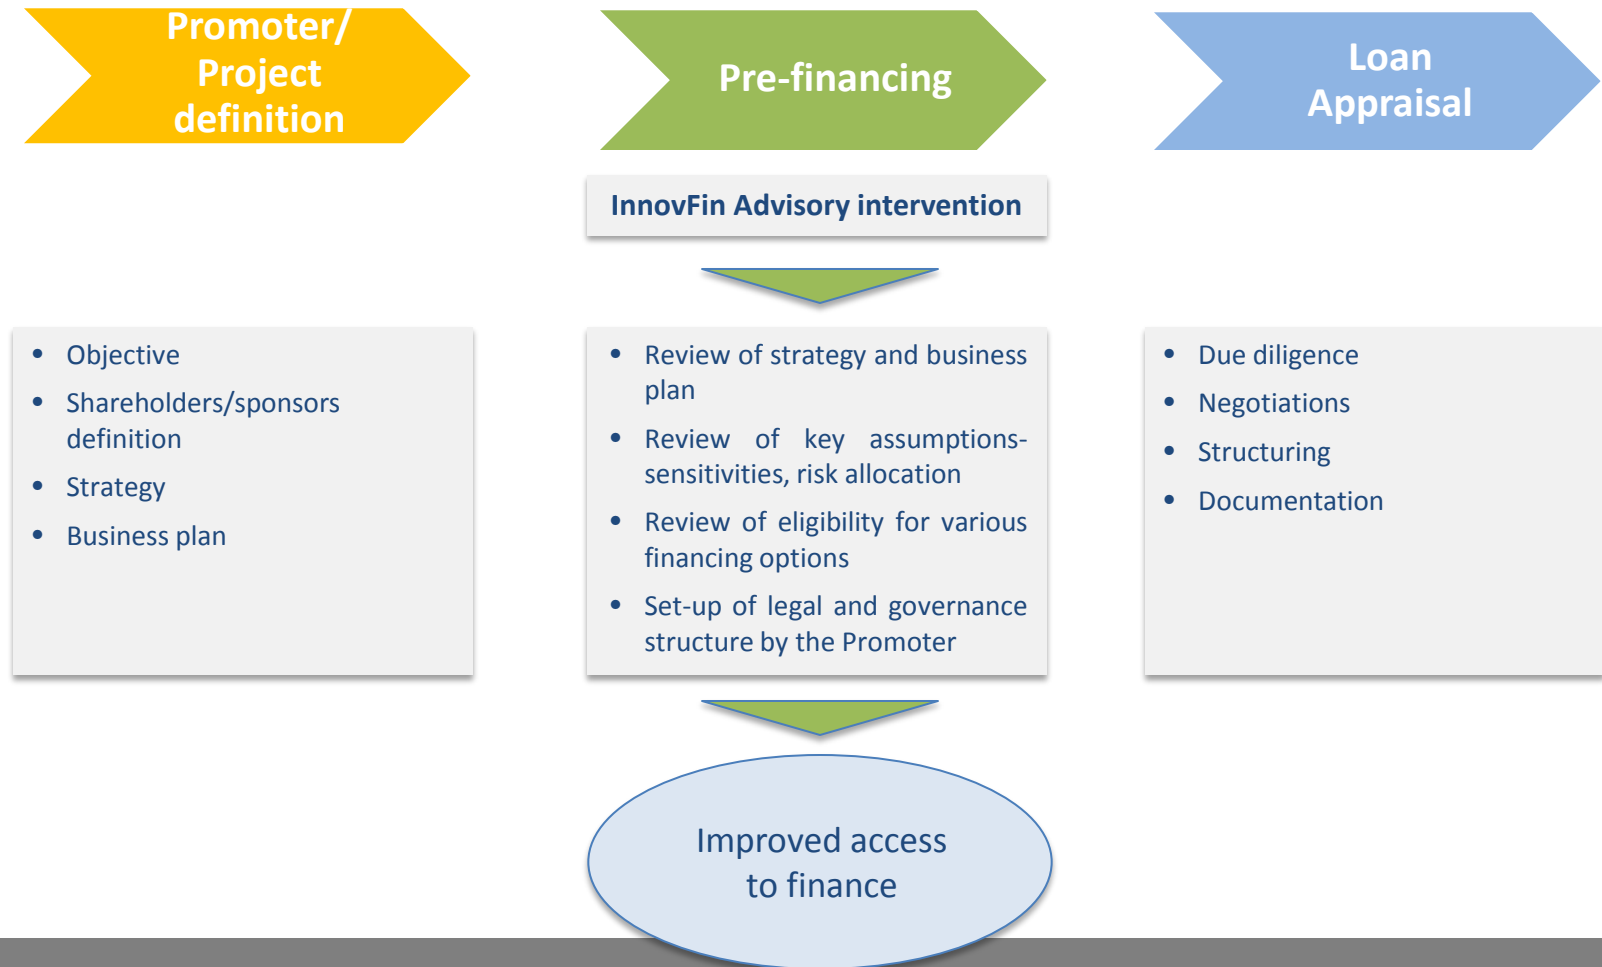 Promoter/
Project
definition
Pre-financing
Loan
Appraisal
InnovFin Advisory intervention
• Objective
• Shareholders/sponsors
definition
• Strategy
• Business plan
• Review of strategy and business
plan
• Review of key assumptions-
sensitivities, risk allocation
• Review of eligibility for various
financing options
• Set-up of legal and governance
structure by the Promoter
• Due diligence
• Negotiations
• Structuring
• Documentation
Improved access
to finance